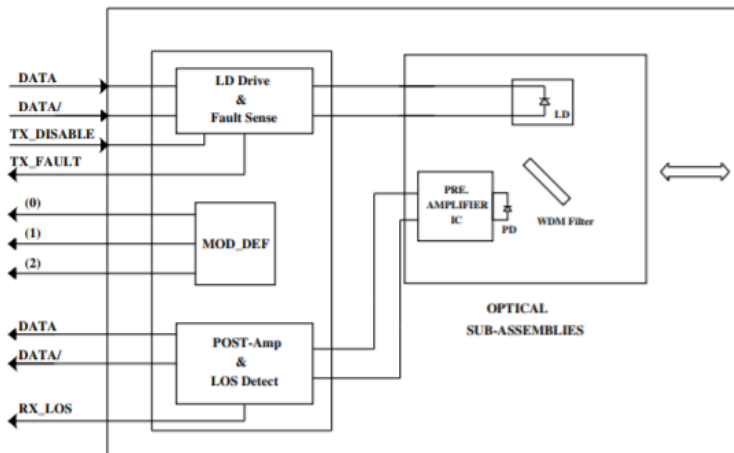 DATA
DATA/
TX_DISABLE
TX_FAULT
(0)
(1)
(2)
DATA
DATA/
RX_LOS
LD Drive
&
Fault Sense
MOD_DEF
POST-Amp
&
LOS Detect
LD
PRE.
AMPLIFIER
IC
PD
WDM Filter
OPTICAL
SUB-ASSEMBLIES